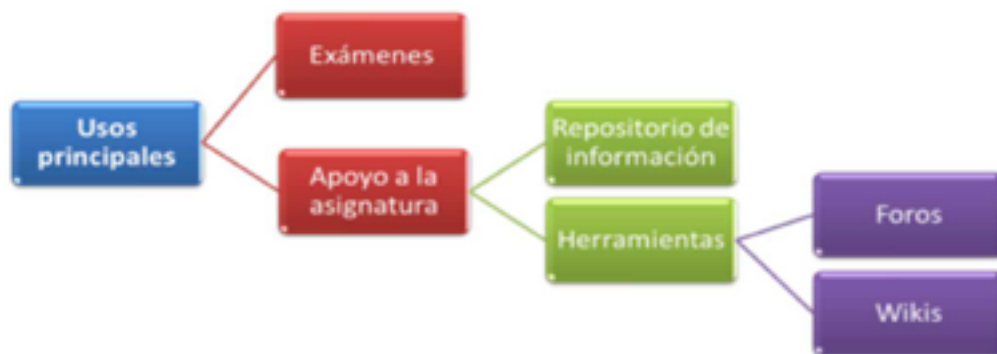 Usos
principales
Exámenes
Apoyo a la
asignatura
Repositorio de
información
Herramientas
Foros
Wikis